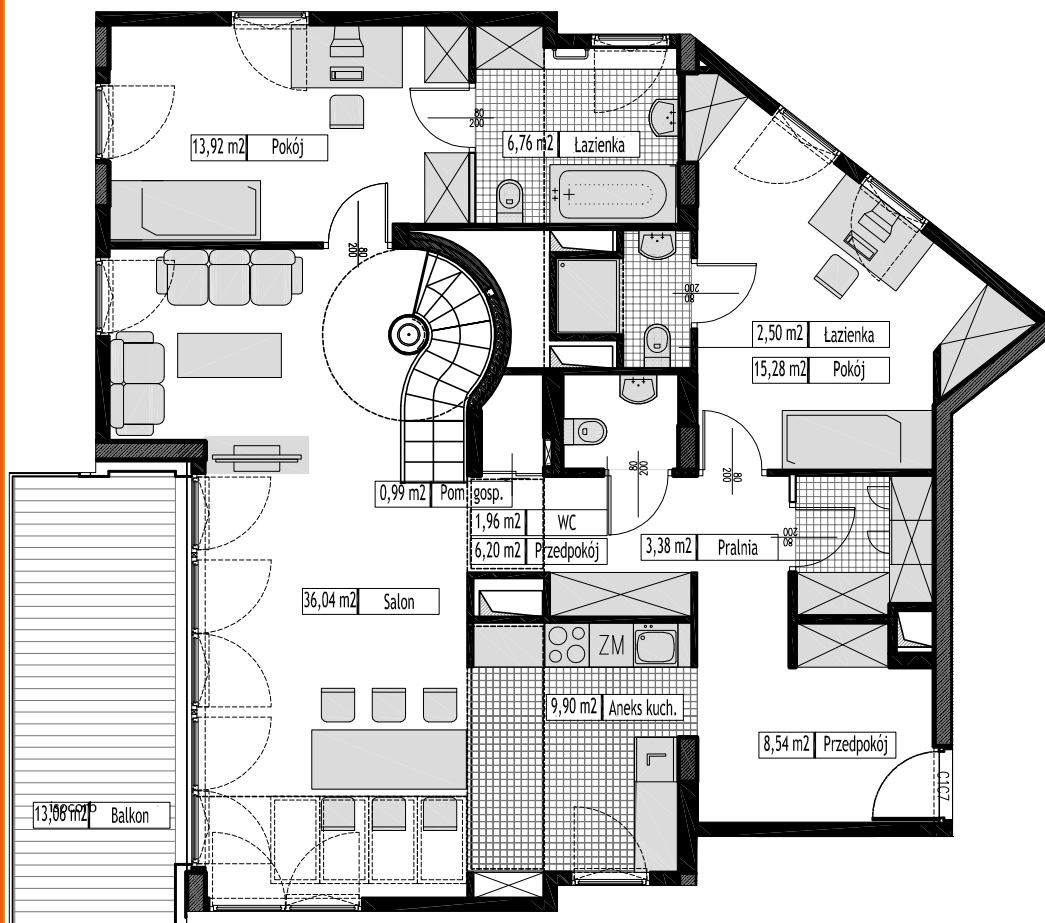 13,92 m2 Pokój
80
200
6,76 m2 Łazienka
80
200
80
200
2,50 m2 Łazienka
15,28 m2 Pokój
80
200
80
200
0,99 m2 Pom. gosp.
1,96 m2 WC
6,20 m2 Przedpokój
3,38 m2 Pralnia
80
200
36,04 m2 Salon
ZM
9,90 m2 Aneks kuch.
L
8,54 m2 Przedpokój
C1C7
isocorb
13,06 m2 Balkon